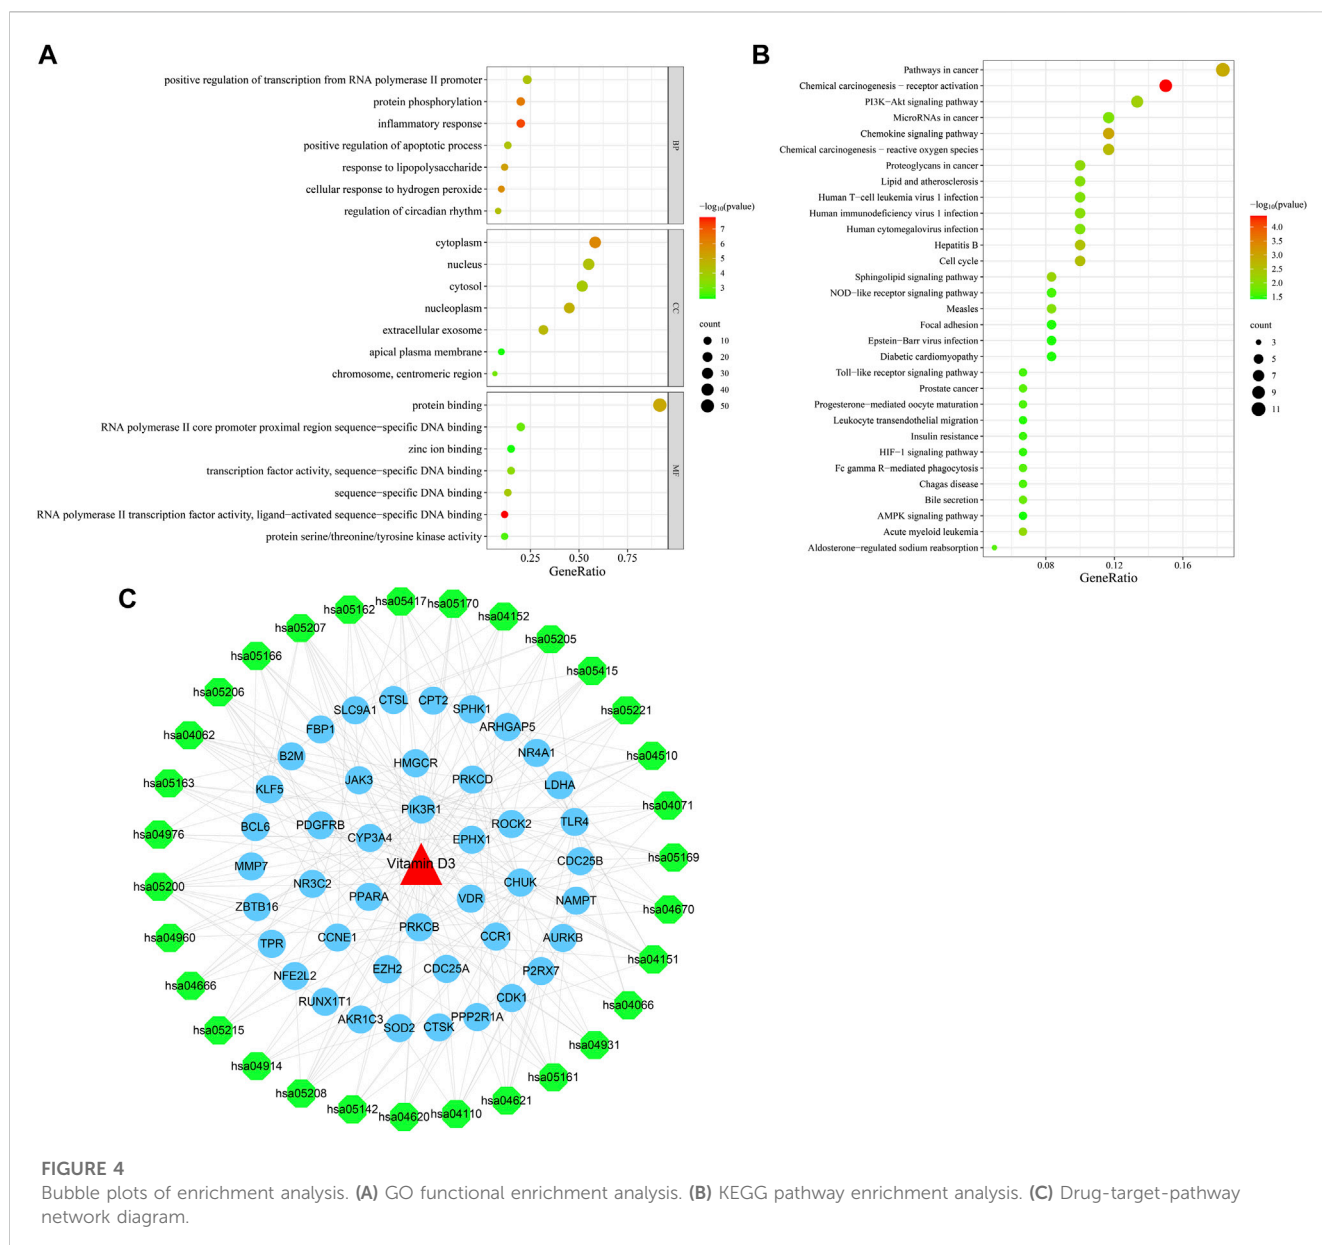 A
positive regulation of transcription from RNA polymerase II promoter
protein phosphorylation
inflammatory response
positive regulation of apoptotic process
response to lipopolysaccharide
cellular response to hydrogen peroxide
regulation of circadian rhythm
BP
cytoplasm
nucleus
cytosol
nucleoplasm
extracellular exosome
apical plasma membrane
chromosome, centromeric region
CC
protein binding
RNA polymerase II core promoter proximal region sequence−specific DNA binding
zinc ion binding
transcription factor activity, sequence−specific DNA binding
sequence−specific DNA binding
RNA polymerase II transcription factor activity, ligand−activated sequence−specific DNA binding
protein serine/threonine/tyrosine kinase activity
MF
0.25 0.50 0.75
GeneRatio
−log10(pvalue)
7
6
5
4
3
count
10
20
30
40
50
B
Pathways in cancer
Chemical carcinogenesis − receptor activation
PI3K−Akt signaling pathway
MicroRNAs in cancer
Chemokine signaling pathway
Chemical carcinogenesis − reactive oxygen species
Proteoglycans in cancer
Lipid and atherosclerosis
Human T−cell leukemia virus 1 infection
Human immunodeficiency virus 1 infection
Human cytomegalovirus infection
Hepatitis B
Cell cycle
Sphingolipid signaling pathway
NOD−like receptor signaling pathway
Measles
Focal adhesion
Epstein−Barr virus infection
Diabetic cardiomyopathy
Toll−like receptor signaling pathway
Prostate cancer
Progesterone−mediated oocyte maturation
Leukocyte transendothelial migration
Insulin resistance
HIF−1 signaling pathway
Fc gamma R−mediated phagocytosis
Chagas disease
Bile secretion
AMPK signaling pathway
Acute myeloid leukemia
Aldosterone−regulated sodium reabsorption
0.08 0.12 0.16
GeneRatio
−log10(pvalue)
4.0
3.5
3.0
2.5
2.0
1.5
count
3
5
7
9
11
C
hsa05162
hsa05417
hsa05170
hsa04152
hsa05207
hsa05205
hsa05166
hsa05415
hsa05206
hsa05221
hsa04062
hsa04510
hsa05163
hsa04071
hsa04976
hsa05169
hsa05200
hsa04670
hsa04960
hsa04151
hsa04666
hsa04066
hsa05215
hsa04931
hsa04914
hsa05161
hsa05208
hsa04621
hsa05142
hsa04620
hsa04110
SLC9A1
CTSL
CPT2
SPHK1
FBP1
ARHGAP5
B2M
NR4A1
HMGCR
JAK3
PRKCD
KLF5
LDHA
PIK3R1
BCL6
PDGFRB
CYP3A4
EPHX1
ROCK2
TLR4
Vitamin D3
MMP7
CDC25B
NR3C2
PPARA
VDR
CHUK
ZBTB16
NAMPT
PRKCB
TPR
CCNE1
CCR1
AURKB
NFE2L2
EZH2
CDC25A
P2RX7
RUNX1T1
CDK1
AKR1C3
SOD2
CTSK
PPP2R1A
FIGURE 4
Bubble plots of enrichment analysis. (A) GO functional enrichment analysis. (B) KEGG pathway enrichment analysis. (C) Drug-target-pathway
network diagram.